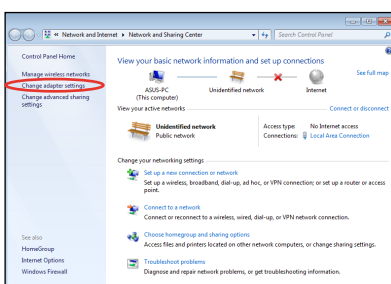 Network and Internet ▸ Network and Sharing Center
Search Control Panel
Control Panel Home
Manage wireless networks
Change adapter settings
Change advanced sharing
settings
See also
HomeGroup
Internet Options
Windows Firewall
View your basic network information and set up connections
See full map
ASUS-PC
(This computer)
Unidentified network
Internet
View your active networks
Connect or disconnect
Unidentified network
Public network
Access type: No Internet access
Connections: Local Area Connection
Change your networking settings
Set up a new connection or network
Set up a wireless, broadband, dial-up, ad hoc, or VPN connection; or set up a router or access
point.
Connect to a network
Connect or reconnect to a wireless, wired, dial-up, or VPN network connection.
Choose homegroup and sharing options
Access files and printers located on other network computers, or change sharing settings.
Troubleshoot problems
Diagnose and repair network problems, or get troubleshooting information.